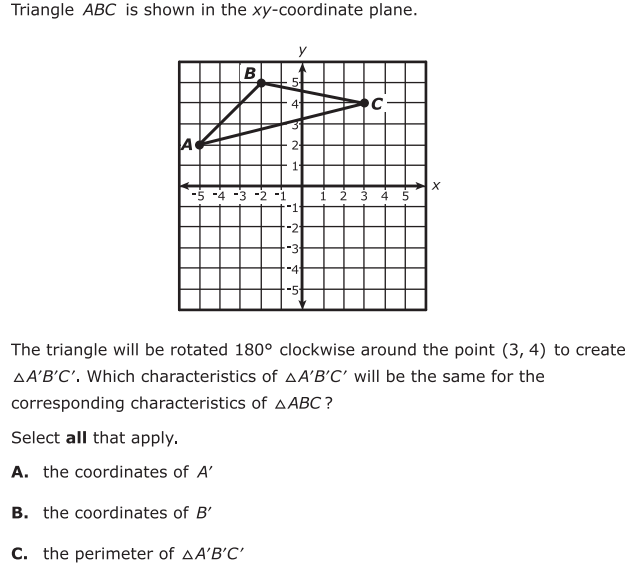 Triangle ABC is shown in the xy-coordinate plane.
y
B
5
4
C
3
A
2
1
x
-5 -4 -3 -2 -1 1 2 3 4 5
-1
-2
-3
-4
-5
The triangle will be rotated 180° clockwise around the point (3, 4) to create
△A′B′C′. Which characteristics of △A′B′C′ will be the same for the
corresponding characteristics of △ABC?
Select all that apply.
A. the coordinates of A′
B. the coordinates of B′
C. the perimeter of △A′B′C′